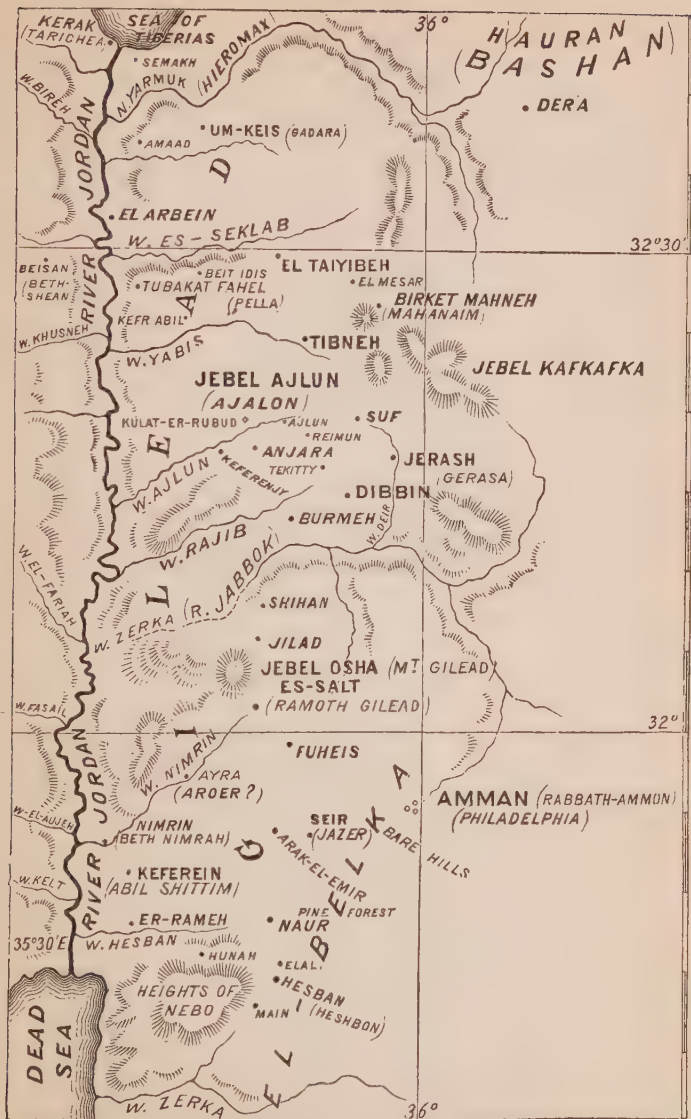 KERAK
(TARICHEA)
SEA OF
TIBERIAS
36°
HAURAN
(BASHAN)
SEMAKH
N. YARMUK (HIEROMAX)
DERA
W. BIREH
JORDAN
RIVER
UM-KEIS (GADARA)
AMAAD
EL ARBEIN
W. ES-SEKLAB
32°30'
BEISAN
(BETH-
SHEAN)
EL TAIYIBEH
BEIT IDIS
TUBAKAT FAHEL
(PELLA)
EL MESAR
BIRKET MAHNEH
(MAHANAIM)
KEFR ABIL
W. KHUSNEH
W. YABIS
TIBNEH
JEBEL KAFKAFKA
JEBEL AJLUN
(AJALON)
KULAT-ER-RUBUD
AJLUN
SUF
REIMUN
ANJARA
TEKITTY
JERASH
(GERASA)
W. AJLUN
KEFERENJY
DIBBIN
BURMEH
W. DEIR
W. RAJIB
W. EL-FARIAH
W. ZERKA (R. JABBOK)
SHIHAN
JILAD
JEBEL OSHA (MT. GILEAD)
ES-SALT
(RAMOTH GILEAD)
W. FASAIL
32°
FUHEIS
W. NIMRIN
AYRA
(AROER?)
RIVER JORDAN
AMMAN (RABBATH-AMMON)
(PHILADELPHIA)
W-EL-AUJEH
NIMRIN
(BETH NIMRAH)
SEIR
(JAZER)
BARE HILLS
ARAK-EL-EMIR
KEFEREIN
(ABIL SHITTIM)
W. KELT
PINE FOREST
ER-RAMEH
NAUR
35°30'E
W. HESBAN
HUNAH
ELAL.
HEIGHTS OF
NEBO
HESBAN
(HESHBON)
MAIN
DEAD
SEA
W. ZERKA
36°
GILEAD
EL BELKA